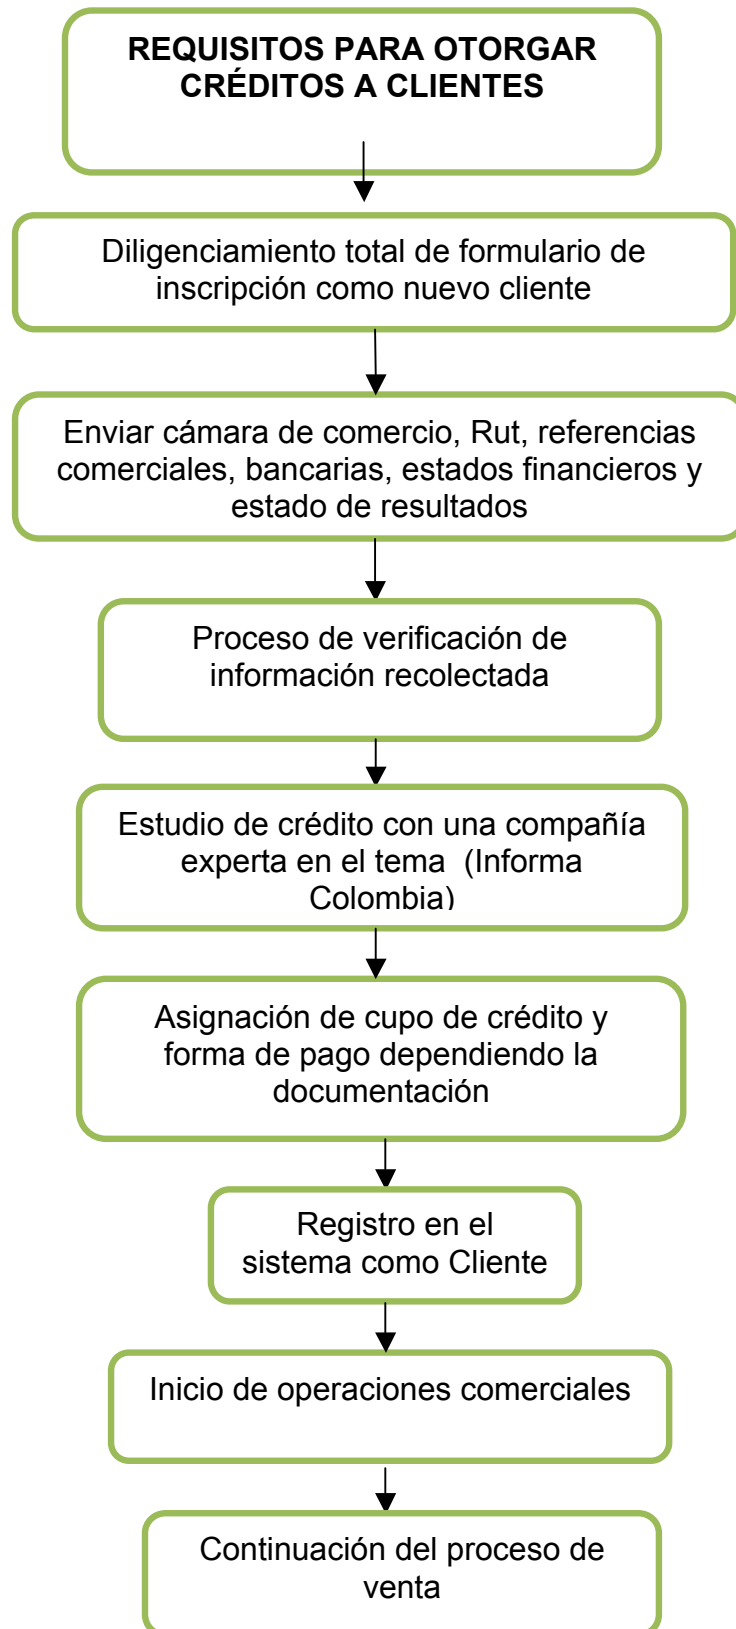 REQUISITOS PARA OTORGAR
CRÉDITOS A CLIENTES
Diligenciamiento total de formulario de
inscripción como nuevo cliente
Enviar cámara de comercio, Rut, referencias
comerciales, bancarias, estados financieros y
estado de resultados
Proceso de verificación de
información recolectada
Estudio de crédito con una compañía
experta en el tema (Informa
Colombia)
Asignación de cupo de crédito y
forma de pago dependiendo la
documentación
Registro en el
sistema como Cliente
Inicio de operaciones comerciales
Continuación del proceso de
venta